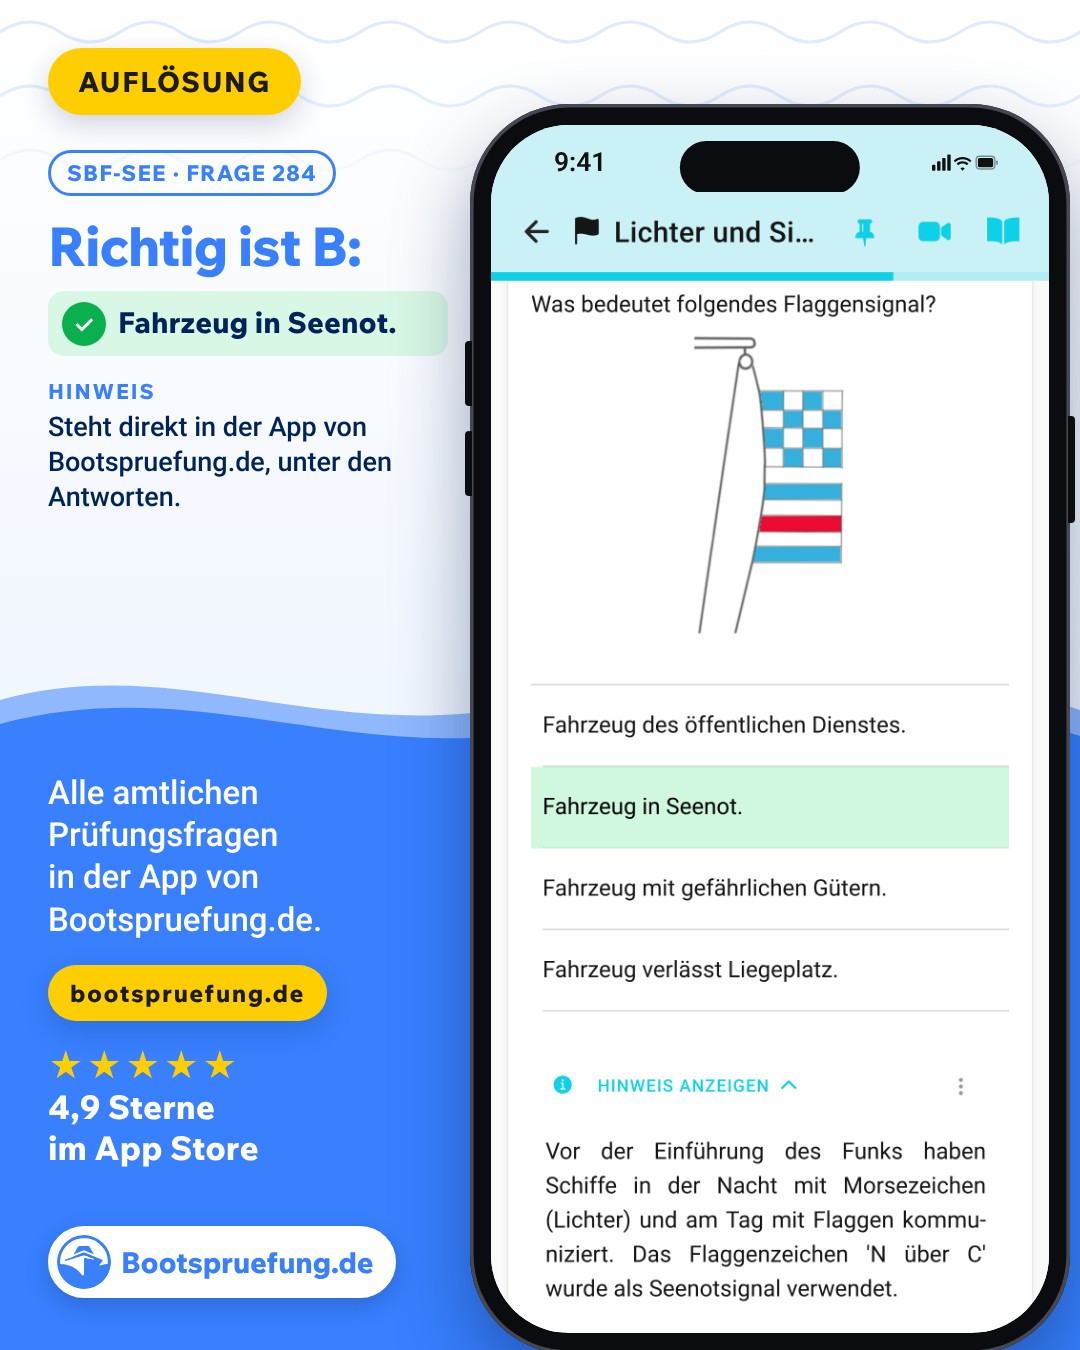 AUFLÖSUNG
SBF-SEE · FRAGE 284
Richtig ist B:
Fahrzeug in Seenot.
HINWEIS
Steht direkt in der App von
Bootspruefung.de, unter den
Antworten.
Alle amtlichen
Prüfungsfragen
in der App von
Bootspruefung.de.
bootspruefung.de
4,9 Sterne
im App Store
Bootspruefung.de
9:41
Lichter und Si...
Was bedeutet folgendes Flaggensignal?
Fahrzeug des öffentlichen Dienstes.
Fahrzeug in Seenot.
Fahrzeug mit gefährlichen Gütern.
Fahrzeug verlässt Liegeplatz.
HINWEIS ANZEIGEN
Vor der Einführung des Funks haben
Schiffe in der Nacht mit Morsezeichen
(Lichter) und am Tag mit Flaggen kommu-
niziert. Das Flaggenzeichen 'N über C'
wurde als Seenotsignal verwendet.